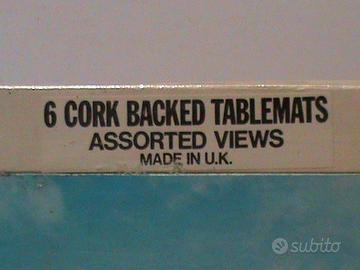 6 CORK BACKED TABLEMATS
ASSORTED VIEWS
MADE IN U.K.
subito